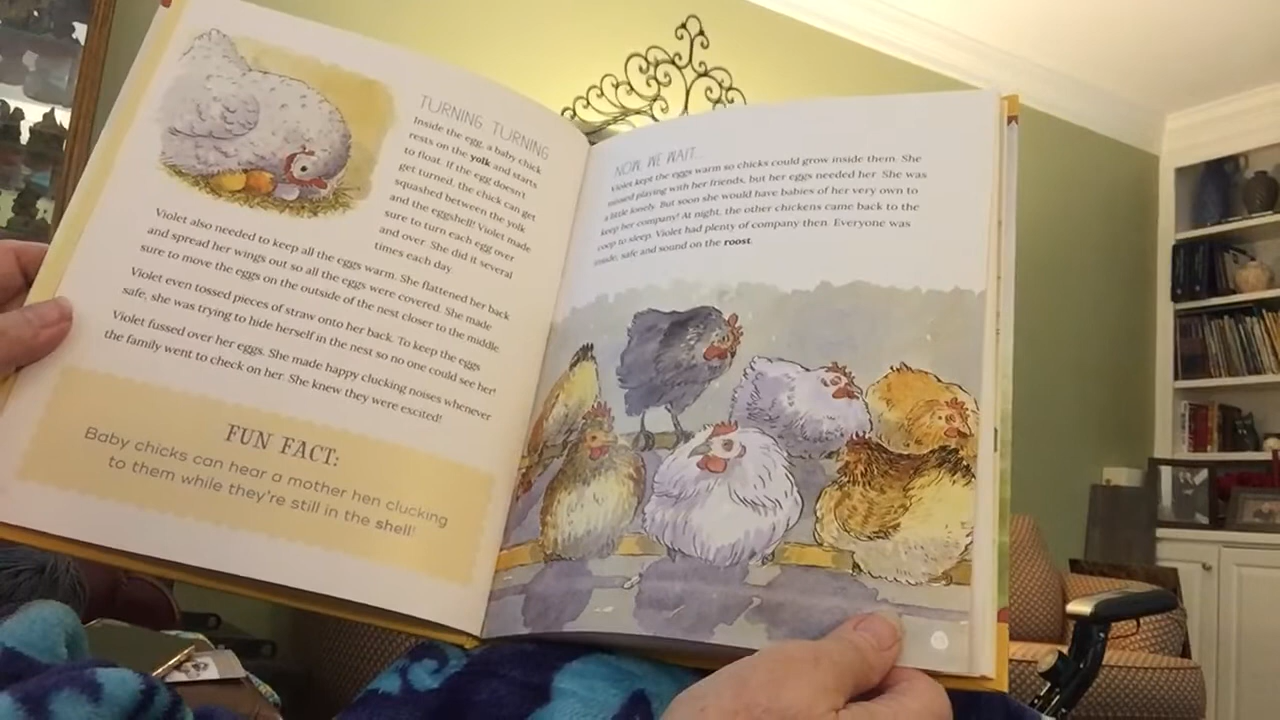 TURNING TURNING
Inside the egg, a baby chick
rests on the yolk and starts
to float. If the egg doesn't
get turned, the chick can get
squashed between the yolk
and the eggshell! Violet made
sure to turn each egg over
and over. She did it several
times each day.
Violet also needed to keep all the eggs warm. She flattened her back
and spread her wings out so all the eggs were covered. She made
sure to move the eggs on the outside of the nest closer to the middle.
Violet even tossed pieces of straw onto her back. To keep the eggs
safe, she was trying to hide herself in the nest so no one could see her!
Violet fussed over her eggs. She made happy clucking noises whenever
the family went to check on her. She knew they were excited!
FUN FACT:
Baby chicks can hear a mother hen clucking
to them while they're still in the shell!
NOW WE WAIT...
Violet kept the eggs warm so chicks could grow inside them. She
missed playing with her friends, but her eggs needed her. She was
a little lonely. But soon she would have babies of her very own to
keep her company! At night, the other chickens came back to the
coop to sleep. Violet had plenty of company then. Everyone was
inside, safe and sound on the roost.